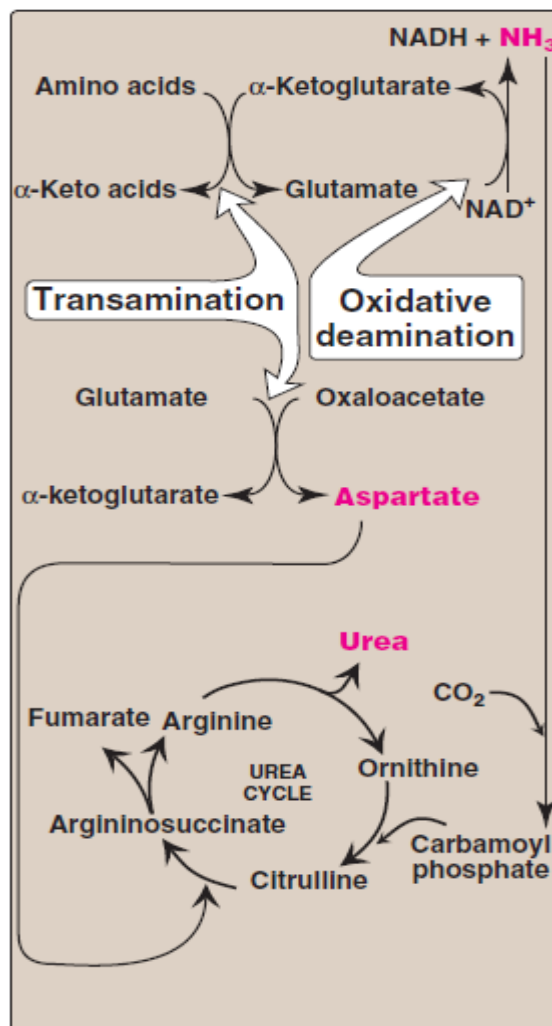 NADH + NH₃
Amino acids α-Ketoglutarate
α-Keto acids Glutamate
NAD⁺
Transamination
Oxidative
deamination
Glutamate Oxaloacetate
α-ketoglutarate Aspartate
Urea
CO₂
Fumarate Arginine
UREA
CYCLE
Ornithine
Argininosuccinate
Carbamoyl
phosphate
Citrulline